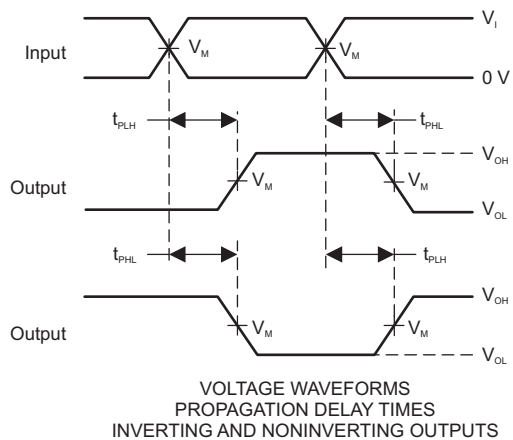 V_I
Input
V_M
V_M
0 V
t_PLH
t_PHL
V_OH
Output
V_M
V_M
V_OL
t_PHL
t_PLH
V_OH
Output
V_M
V_M
V_OL
VOLTAGE WAVEFORMS
PROPAGATION DELAY TIMES
INVERTING AND NONINVERTING OUTPUTS